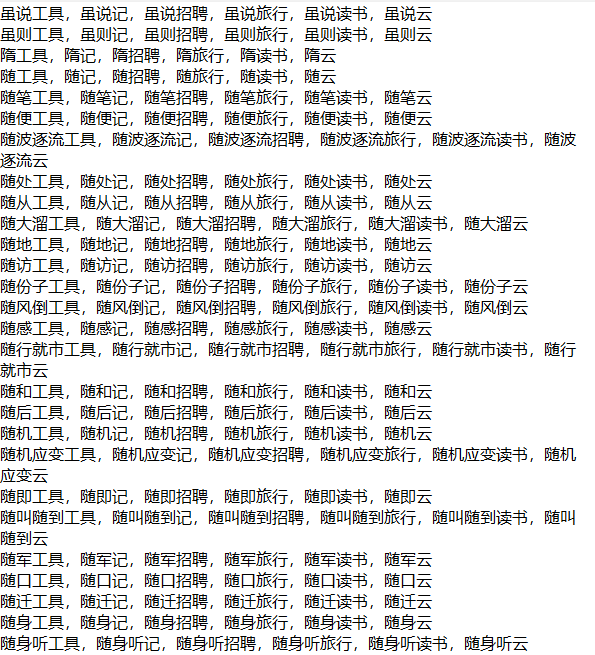 虽说工具，虽说记，虽说招聘，虽说旅行，虽说读书，虽说云
虽则工具，虽则记，虽则招聘，虽则旅行，虽则读书，虽则云
隋工具，隋记，隋招聘，隋旅行，隋读书，隋云
随工具，随记，随招聘，随旅行，随读书，随云
随笔工具，随笔记，随笔招聘，随笔旅行，随笔读书，随笔云
随便工具，随便记，随便招聘，随便旅行，随便读书，随便云
随波逐流工具，随波逐流记，随波逐流招聘，随波逐流旅行，随波逐流读书，随波
逐流云
随处工具，随处记，随处招聘，随处旅行，随处读书，随处云
随从工具，随从记，随从招聘，随从旅行，随从读书，随从云
随大溜工具，随大溜记，随大溜招聘，随大溜旅行，随大溜读书，随大溜云
随地工具，随地记，随地招聘，随地旅行，随地读书，随地云
随访工具，随访记，随访招聘，随访旅行，随访读书，随访云
随份子工具，随份子记，随份子招聘，随份子旅行，随份子读书，随份子云
随风倒工具，随风倒记，随风倒招聘，随风倒旅行，随风倒读书，随风倒云
随感工具，随感记，随感招聘，随感旅行，随感读书，随感云
随行就市工具，随行就市记，随行就市招聘，随行就市旅行，随行就市读书，随行
就市云
随和工具，随和记，随和招聘，随和旅行，随和读书，随和云
随后工具，随后记，随后招聘，随后旅行，随后读书，随后云
随机工具，随机记，随机招聘，随机旅行，随机读书，随机云
随机应变工具，随机应变记，随机应变招聘，随机应变旅行，随机应变读书，随机
应变云
随即工具，随即记，随即招聘，随即旅行，随即读书，随即云
随叫随到工具，随叫随到记，随叫随到招聘，随叫随到旅行，随叫随到读书，随叫
随到云
随军工具，随军记，随军招聘，随军旅行，随军读书，随军云
随口工具，随口记，随口招聘，随口旅行，随口读书，随口云
随迁工具，随迁记，随迁招聘，随迁旅行，随迁读书，随迁云
随身工具，随身记，随身招聘，随身旅行，随身读书，随身云
随身听工具，随身听记，随身听招聘，随身听旅行，随身听读书，随身听云